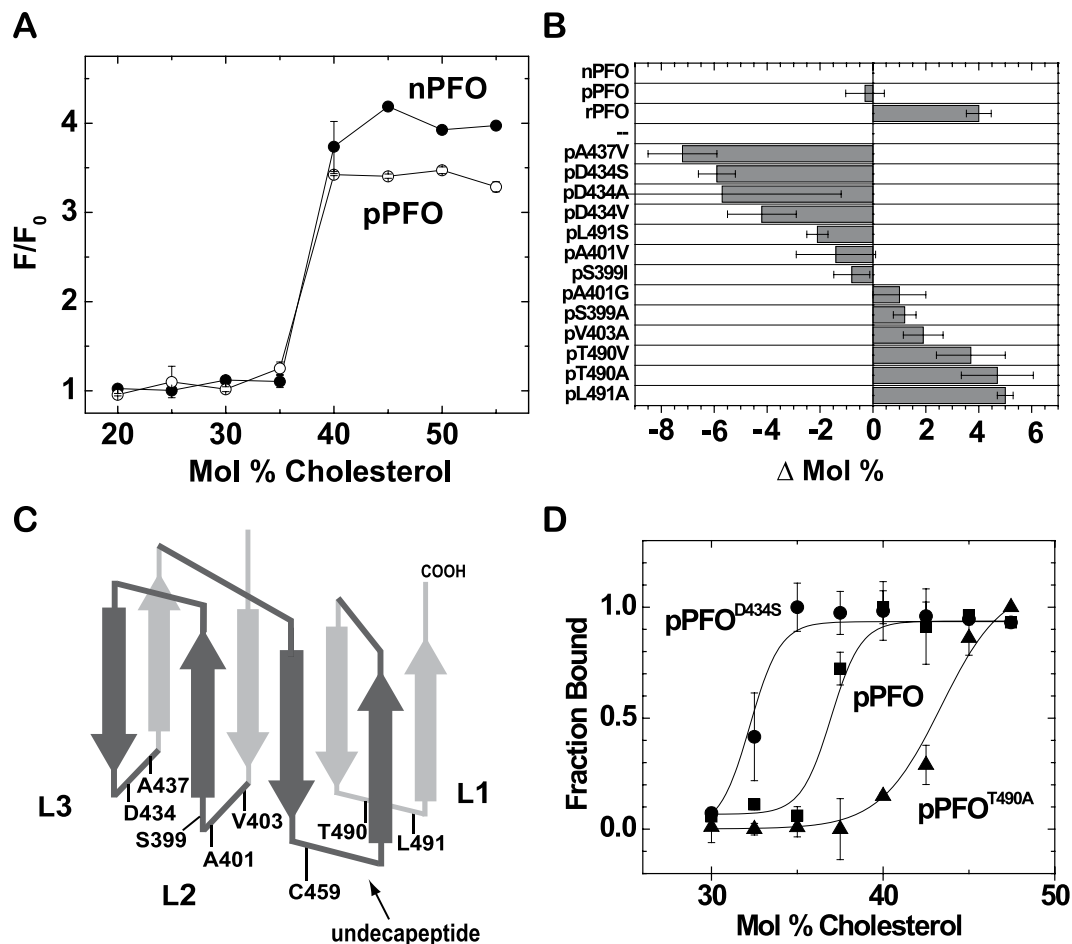 A
4
3
2
1
F/F0
nPFO
pPFO
20 30 40 50
Mol % Cholesterol
B
nPFO
pPFO
rPFO
--
pA437V
pD434S
pD434A
pD434V
pL491S
pA401V
pS399I
pA401G
pS399A
pV403A
pT490V
pT490A
pL491A
-8 -6 -4 -2 0 2 4 6
Δ Mol %
C
COOH
L3
A437
D434
S399
V403
A401
L2
T490
L491
L1
C459
undecapeptide
D
1.0
0.5
0.0
Fraction Bound
pPFOD434S
pPFO
pPFOT490A
30 40 50
Mol % Cholesterol